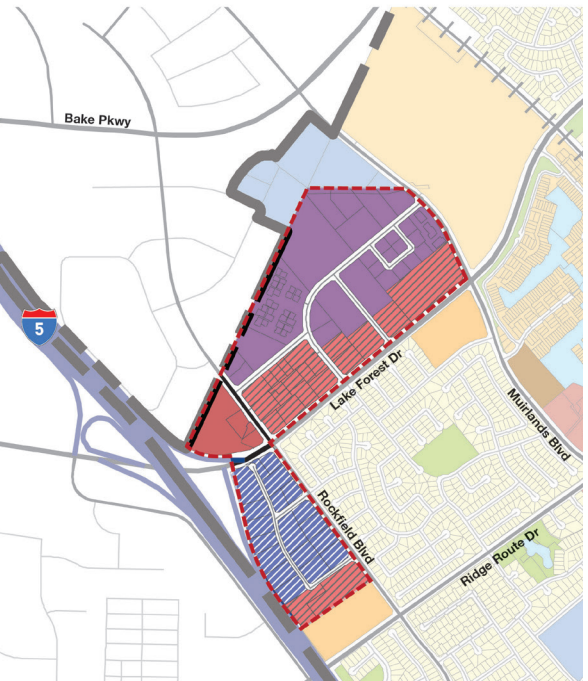 Bake Pkwy
5
Lake Forest Dr
Muirlands Blvd
Rockfield Blvd
Ridge Route Dr